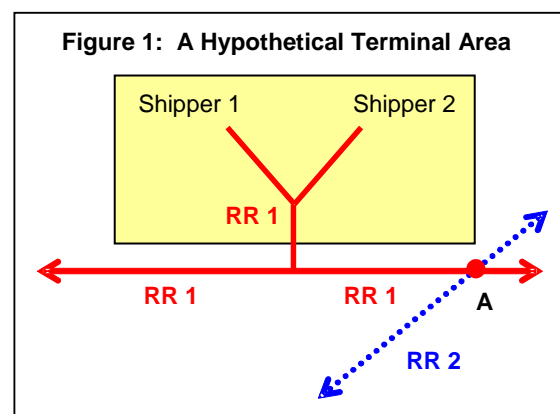 Figure 1: A Hypothetical Terminal Area
Shipper 1 Shipper 2
RR 1
RR 1 RR 1
A
RR 2